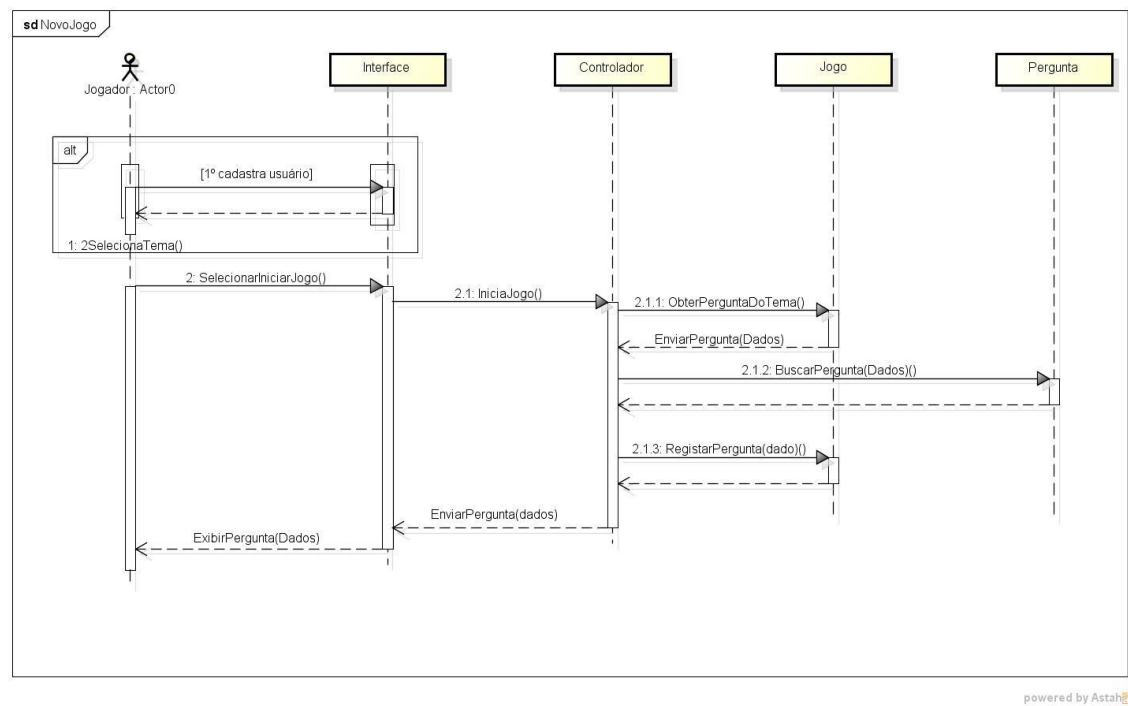 sd NovoJogo
Jogador : Actor0
Interface
Controlador
Jogo
Pergunta
alt
[1º cadastra usuário]
1: 2SelecionaTema()
2: SelecionarIniciarJogo()
2.1: IniciaJogo()
2.1.1: ObterPerguntaDoTema()
EnviarPergunta(Dados)
2.1.2: BuscarPergunta(Dados)()
2.1.3: RegistarPergunta(dado)()
EnviarPergunta(dados)
ExibirPergunta(Dados)
powered by Astah